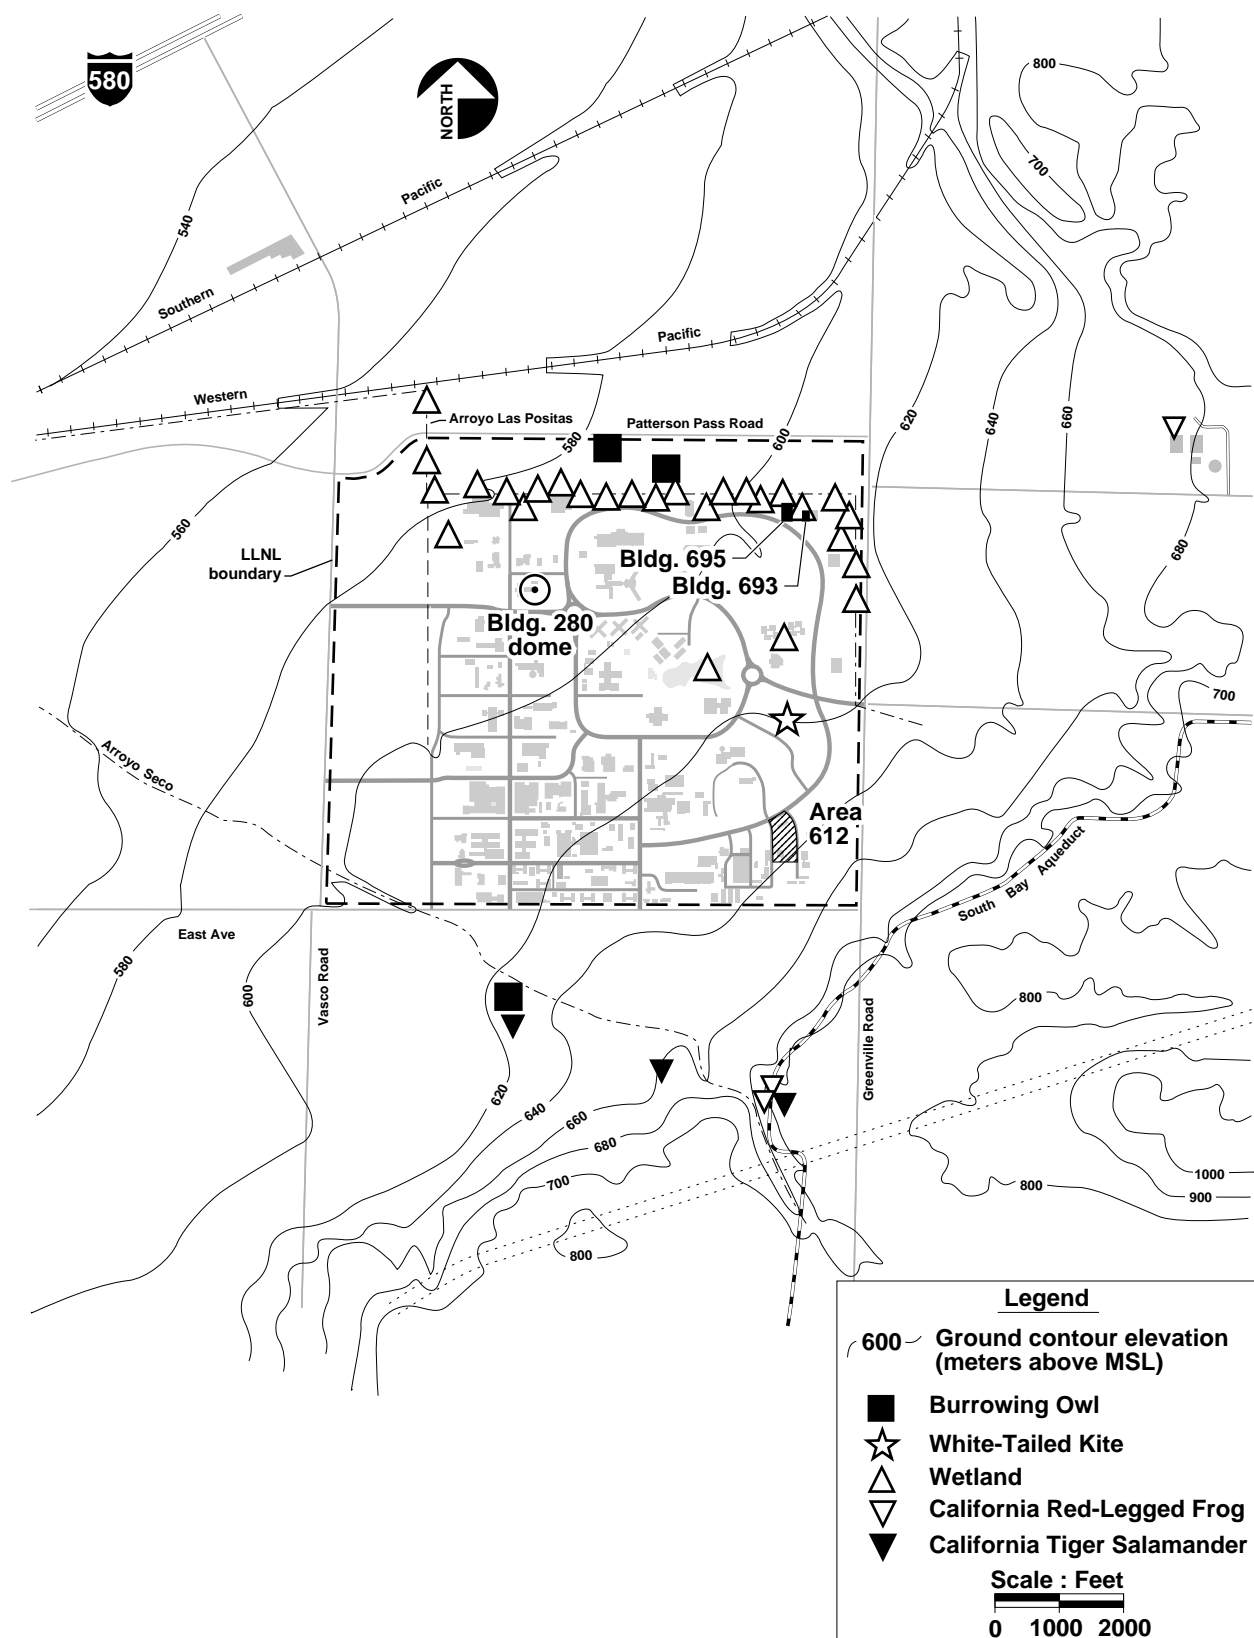 580
NORTH
800
700
Pacific
540
Southern
Pacific
Western
Arroyo Las Positas
Patterson Pass Road
580
600
620
640
660
560
LLNL
boundary
Bldg. 695
Bldg. 693
680
Bldg. 280
dome
700
Arroyo Seco
Area
612
South Bay Aqueduct
East Ave
580
600
Vasco Road
Greenville Road
800
620
640
660
680
700
800
800
1000
900
Legend
600 Ground contour elevation
(meters above MSL)
Burrowing Owl
White-Tailed Kite
Wetland
California Red-Legged Frog
California Tiger Salamander
Scale : Feet
0 1000 2000